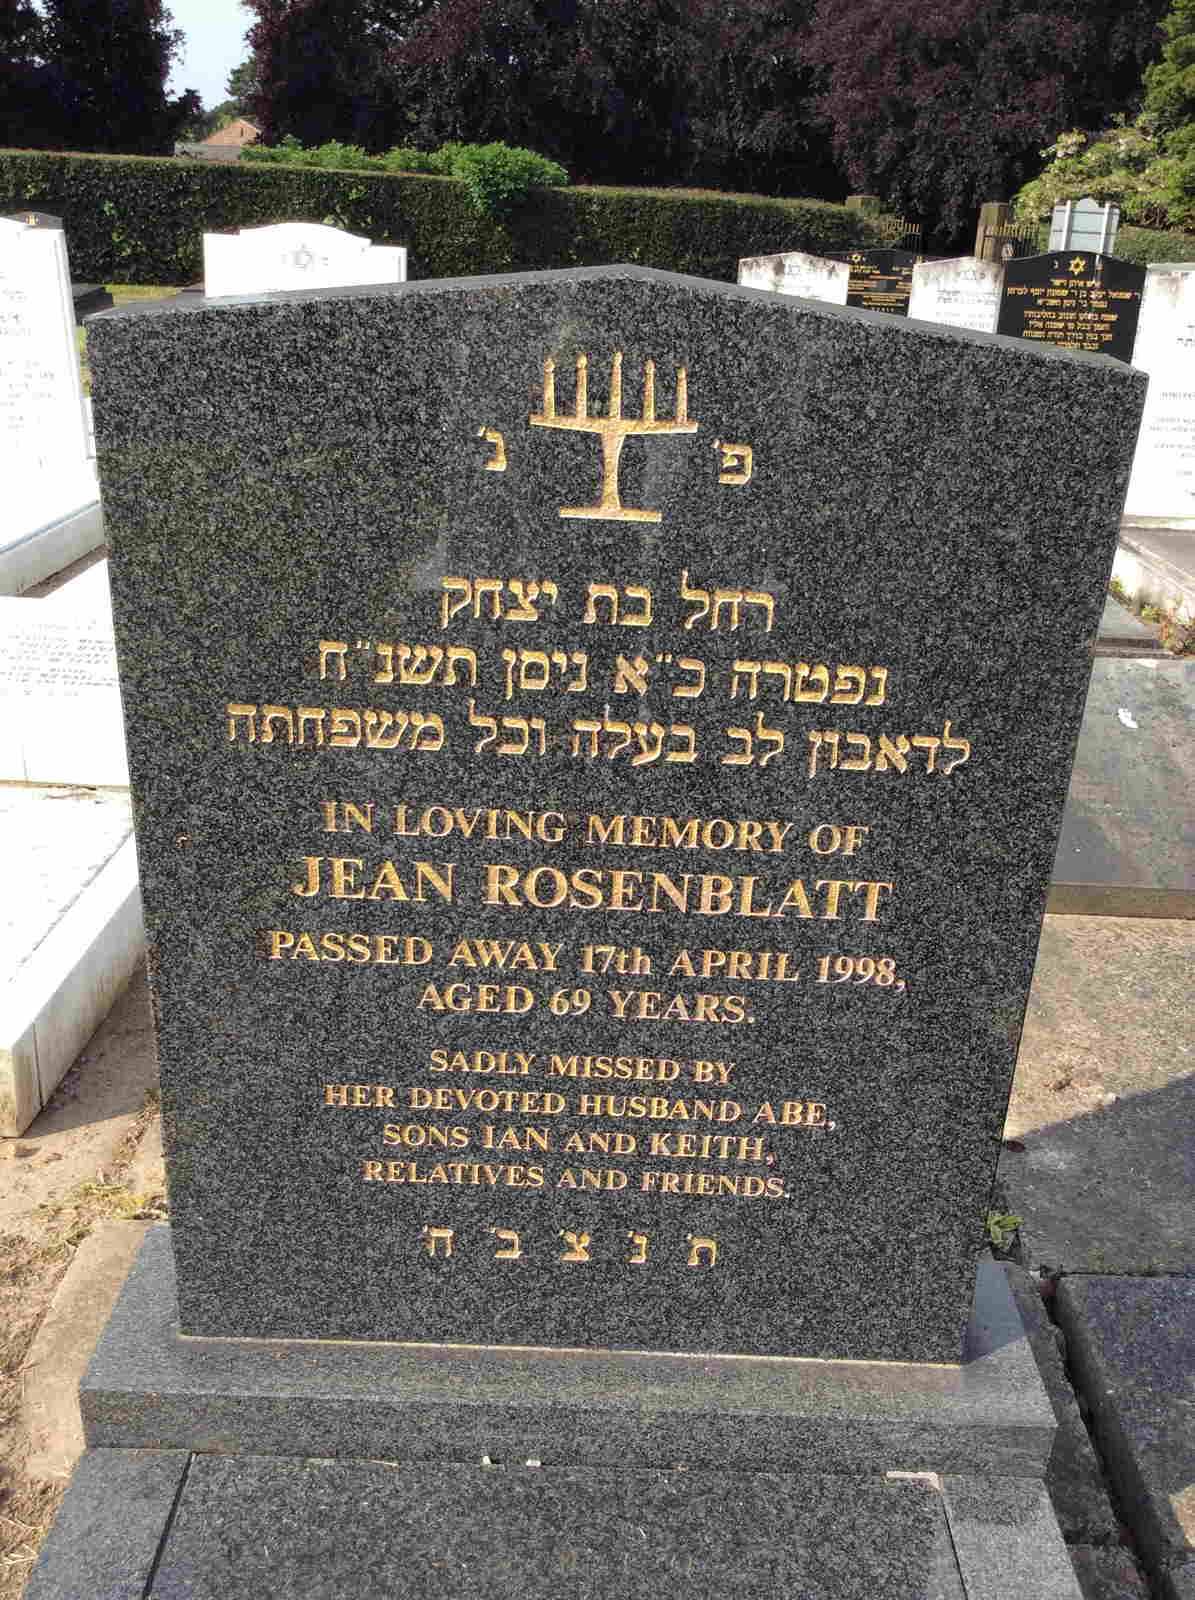 פ' נ'
רחל בת יצחק
נפטרה כ"א ניסן תשנ"ח
לדאבון לב בעלה וכל משפחתה
IN LOVING MEMORY OF
JEAN ROSENBLATT
PASSED AWAY 17th APRIL 1998,
AGED 69 YEARS.
SADLY MISSED BY
HER DEVOTED HUSBAND ABE,
SONS IAN AND KEITH,
RELATIVES AND FRIENDS.
ת' נ' צ' ב' ה'